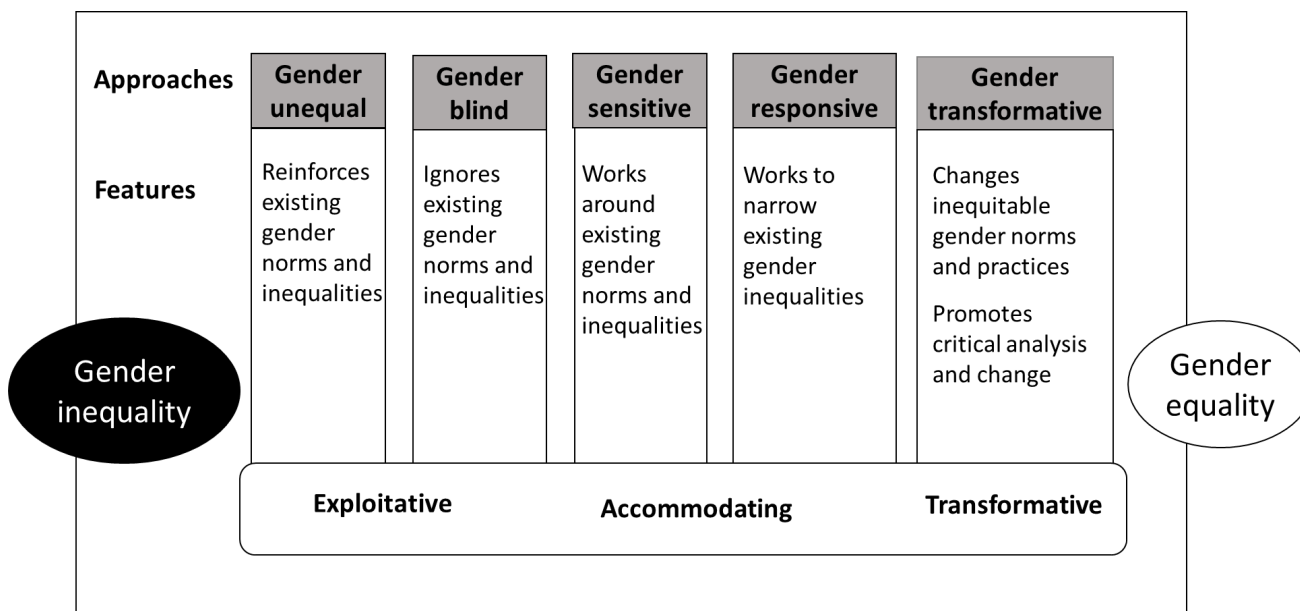 Approaches
Gender
unequal
Gender
blind
Gender
sensitive
Gender
responsive
Gender
transformative
Features
Reinforces
existing
gender
norms and
inequalities
Ignores
existing
gender
norms and
inequalities
Works
around
existing
gender
norms and
inequalities
Works to
narrow
existing
gender
inequalities
Changes
inequitable
gender norms
and practices
Promotes
critical analysis
and change
Gender
inequality
Gender
equality
Exploitative
Accommodating
Transformative